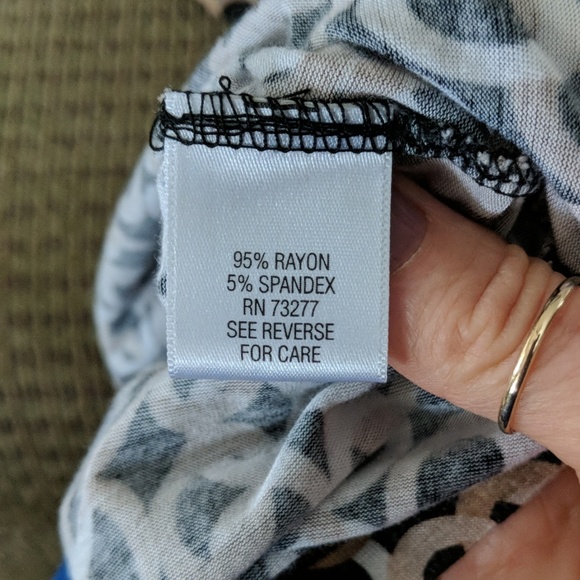 95% RAYON
5% SPANDEX
RN 73277
SEE REVERSE
FOR CARE